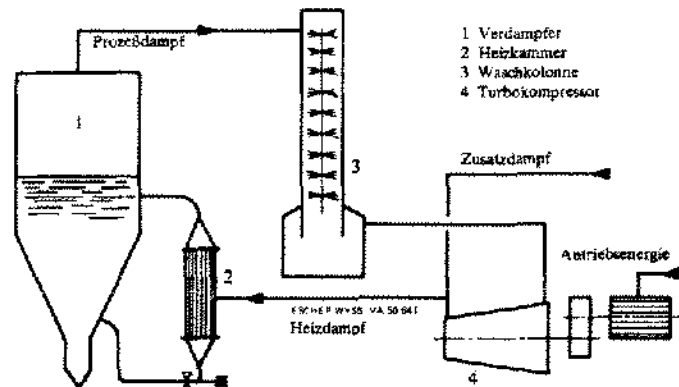 Prozeßdampf
1 Verdampfer
2 Heizkammer
3 Waschkolonne
4 Turbokompressor
1
3
Zusatzdampf
Antriebsenergie
2
ESCHER WYSS
Heizdampf
4